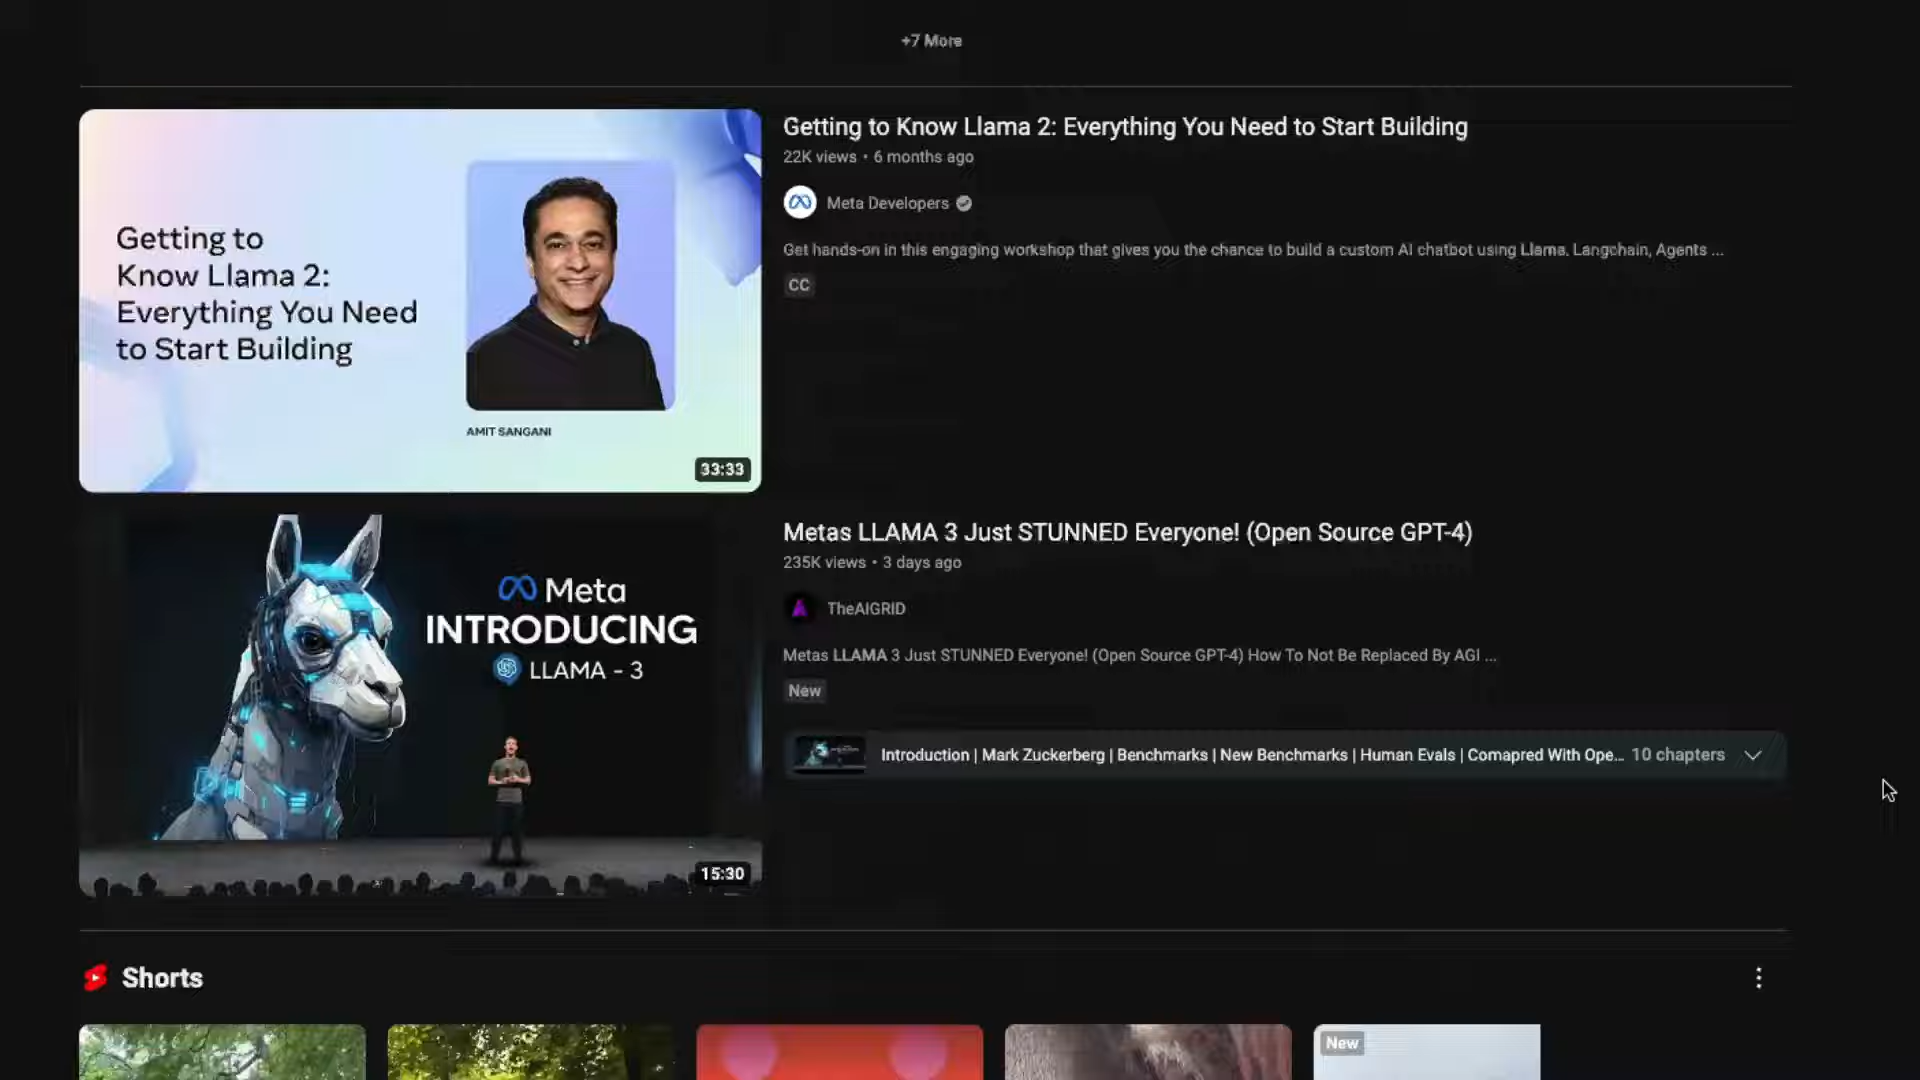 +7 More
Getting to
Know Llama 2:
Everything You Need
to Start Building
AMIT SANGANI
33:33
Getting to Know Llama 2: Everything You Need to Start Building
22K views • 6 months ago
Meta Developers
Get hands-on in this engaging workshop that gives you the chance to build a custom AI chatbot using Llama, Langchain, Agents ...
CC
Meta
INTRODUCING
LLAMA - 3
15:30
Metas LLAMA 3 Just STUNNED Everyone! (Open Source GPT-4)
235K views • 3 days ago
TheAIGRID
Metas LLAMA 3 Just STUNNED Everyone! (Open Source GPT-4) How To Not Be Replaced By AGI ...
New
Introduction | Mark Zuckerberg | Benchmarks | New Benchmarks | Human Evals | Comapred With Ope... 10 chapters
Shorts
New